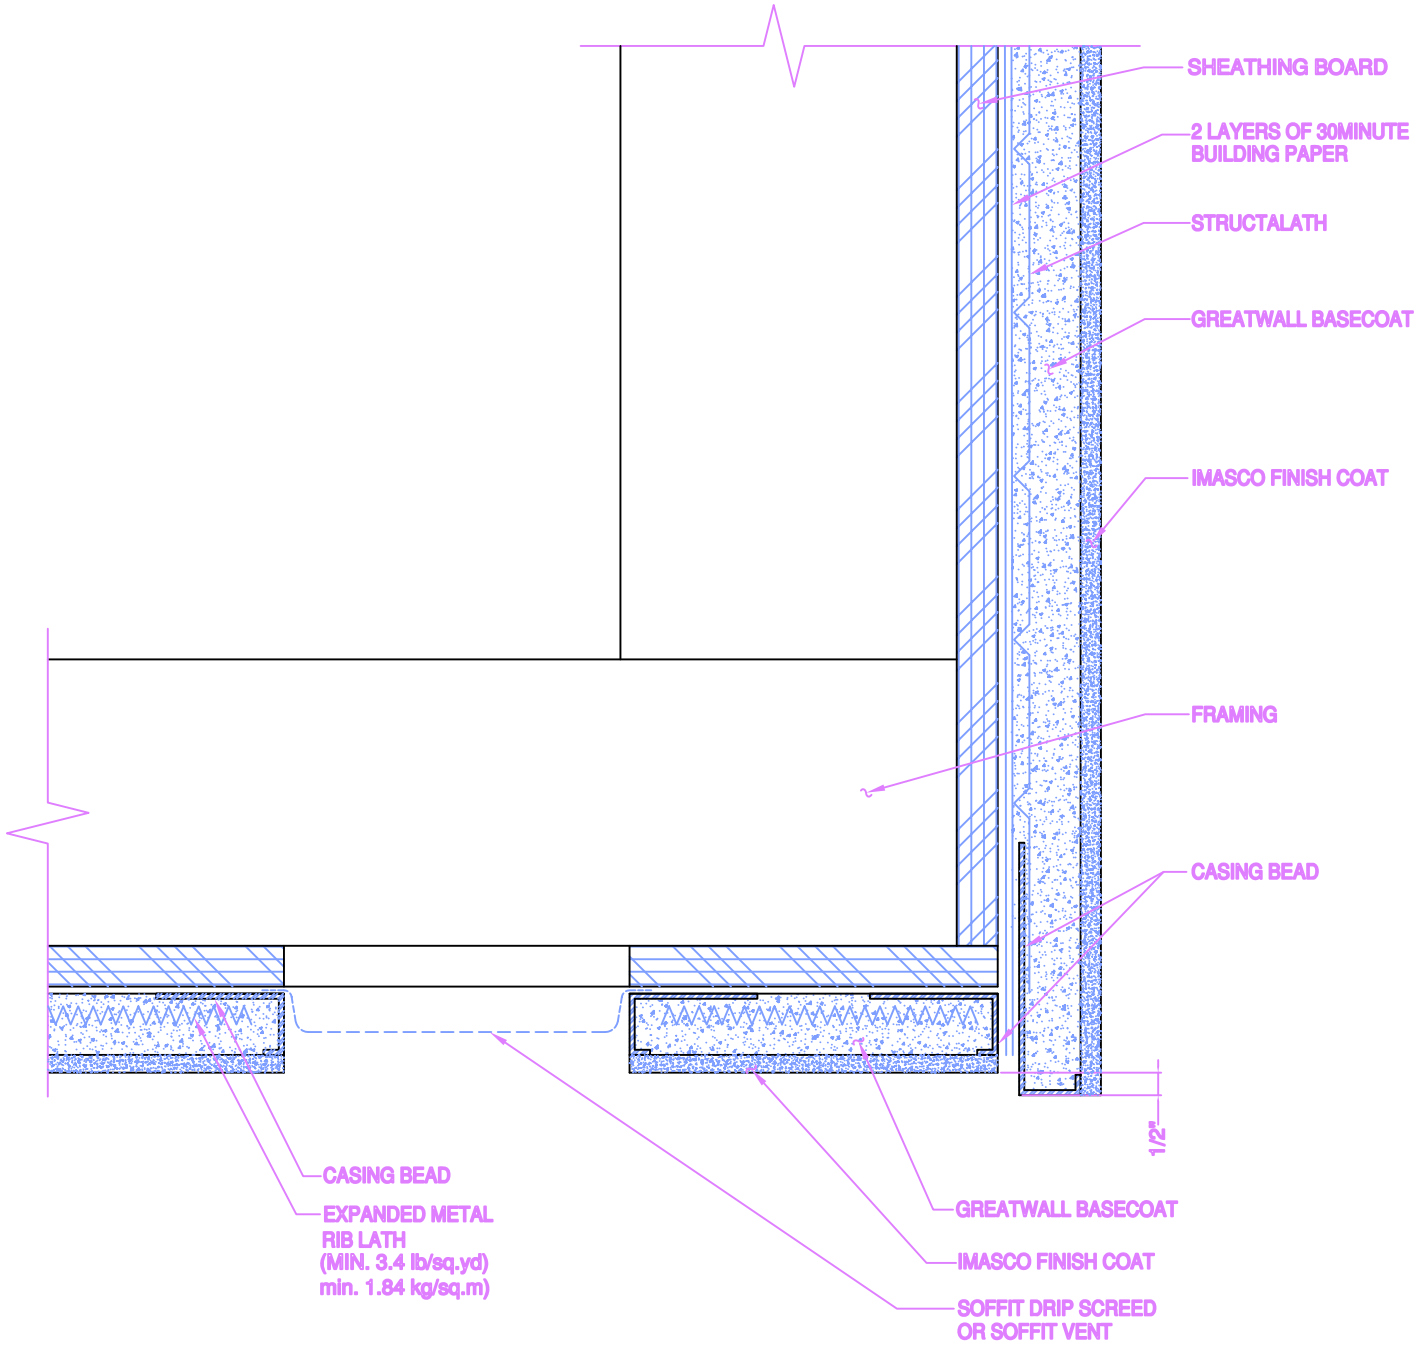 SHEATHING BOARD
2 LAYERS OF 30MINUTE
BUILDING PAPER
STRUCTALATH
GREATWALL BASECOAT
IMASCO FINISH COAT
FRAMING
CASING BEAD
1/2"
CASING BEAD
EXPANDED METAL
RIB LATH
(MIN. 3.4 lb/sq.yd)
min. 1.84 kg/sq.m)
GREATWALL BASECOAT
IMASCO FINISH COAT
SOFFIT DRIP SCREED
OR SOFFIT VENT